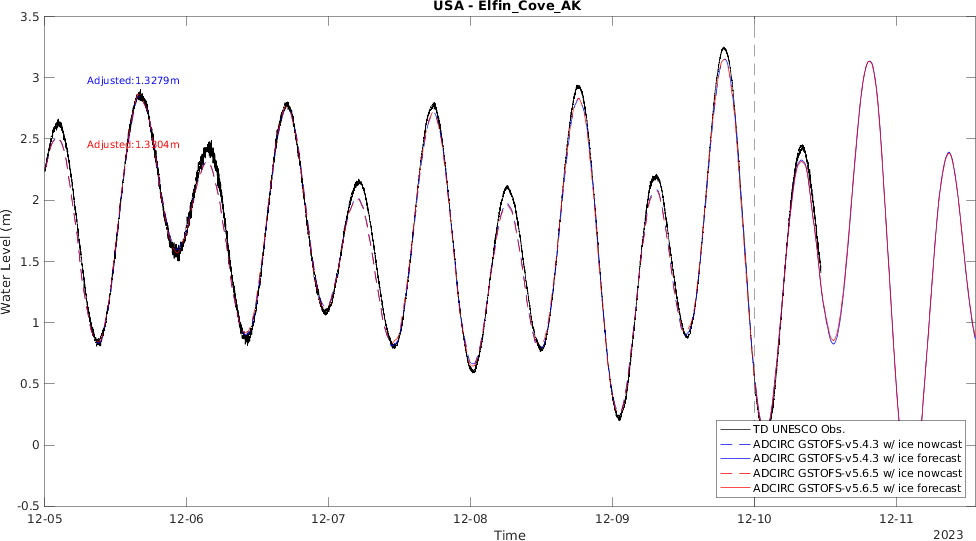 USA - Elfin_Cove_AK
3.5
3
2.5
2
1.5
1
0.5
0
-0.5
Water Level (m)
Adjusted:1.3279m
Adjusted:1.3304m
TD UNESCO Obs.
ADCIRC GSTOFS-v5.4.3 w/ ice nowcast
ADCIRC GSTOFS-v5.4.3 w/ ice forecast
ADCIRC GSTOFS-v5.6.5 w/ ice nowcast
ADCIRC GSTOFS-v5.6.5 w/ ice forecast
12-05 12-06 12-07 12-08 12-09 12-10 12-11
Time
2023